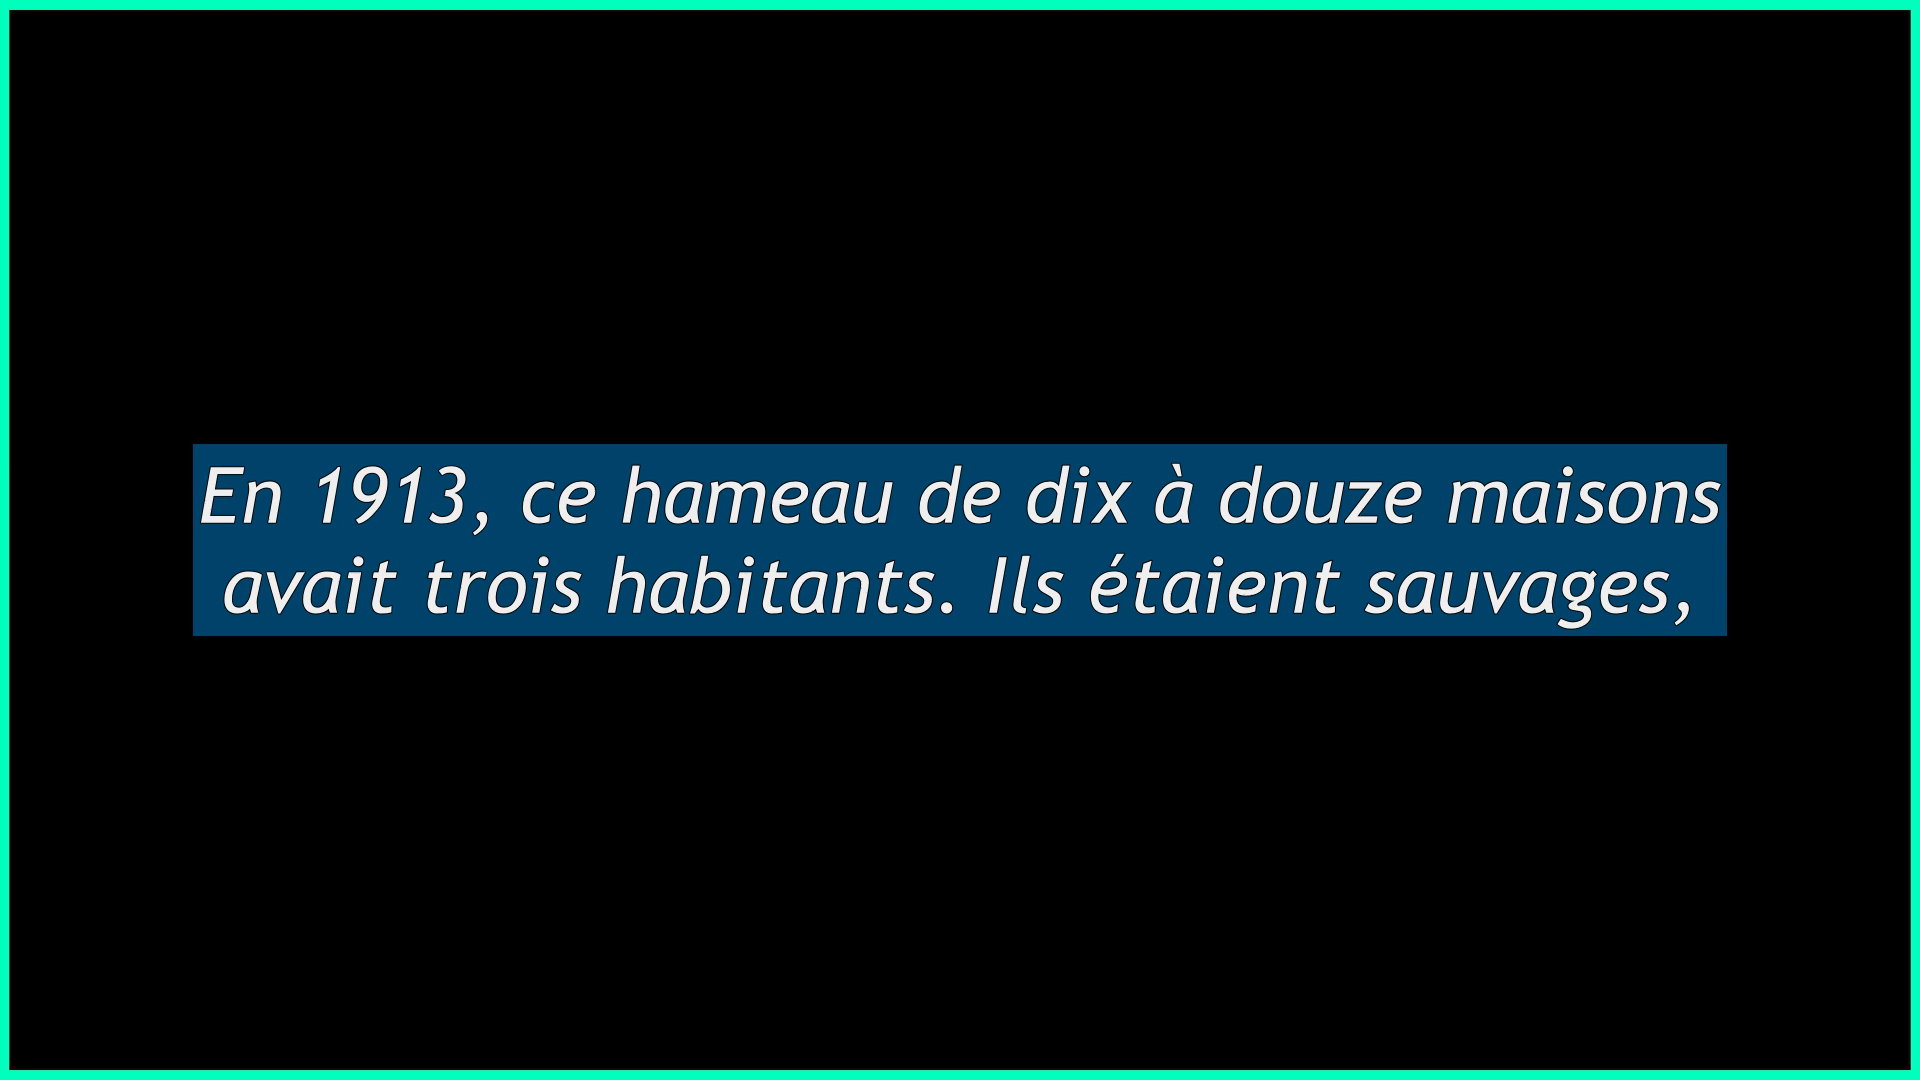 En 1913, ce hameau de dix à douze maisons
avait trois habitants. Ils étaient sauvages,